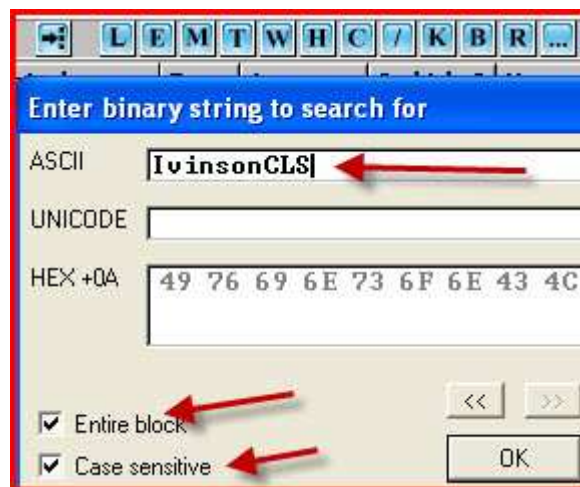 L E M T W H C / K B R ...
Enter binary string to search for
ASCII IvinsonCLS
UNICODE
HEX +0A 49 76 69 6E 73 6F 6E 43 4C
<< >>
Entire block
Case sensitive OK